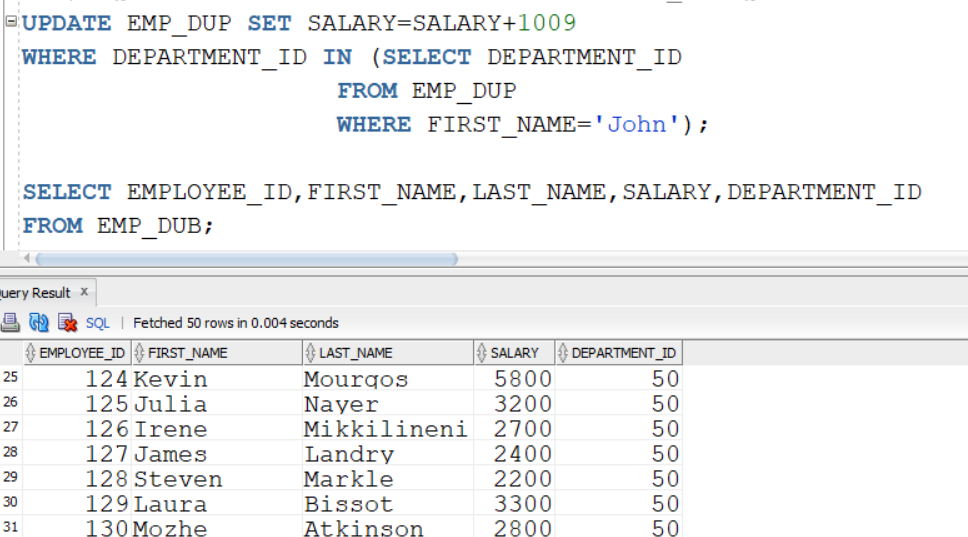 UPDATE EMP_DUP SET SALARY=SALARY+1009
WHERE DEPARTMENT_ID IN (SELECT DEPARTMENT_ID
FROM EMP_DUP
WHERE FIRST_NAME='John');
SELECT EMPLOYEE_ID,FIRST_NAME,LAST_NAME,SALARY,DEPARTMENT_ID
FROM EMP_DUB;
uery Result x
SQL | Fetched 50 rows in 0.004 seconds
EMPLOYEE_ID FIRST_NAME LAST_NAME SALARY DEPARTMENT_ID
25 124 Kevin Mourgos 5800 50
26 125 Julia Nayer 3200 50
27 126 Irene Mikkilineni 2700 50
28 127 James Landry 2400 50
29 128 Steven Markle 2200 50
30 129 Laura Bissot 3300 50
31 130 Mozhe Atkinson 2800 50